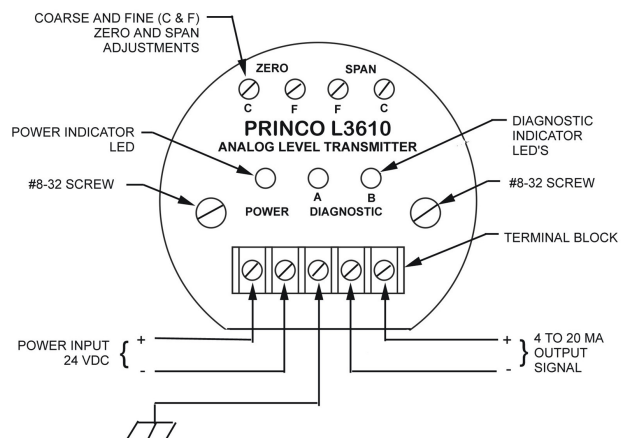 COARSE AND FINE (C & F)
ZERO AND SPAN
ADJUSTMENTS
ZERO SPAN
C F F C
PRINCO L3610
ANALOG LEVEL TRANSMITTER
POWER INDICATOR
LED
DIAGNOSTIC
INDICATOR
LED'S
#8-32 SCREW
#8-32 SCREW
A B
POWER DIAGNOSTIC
TERMINAL BLOCK
POWER INPUT
24 VDC
+
-
+
-
4 TO 20 MA
OUTPUT
SIGNAL